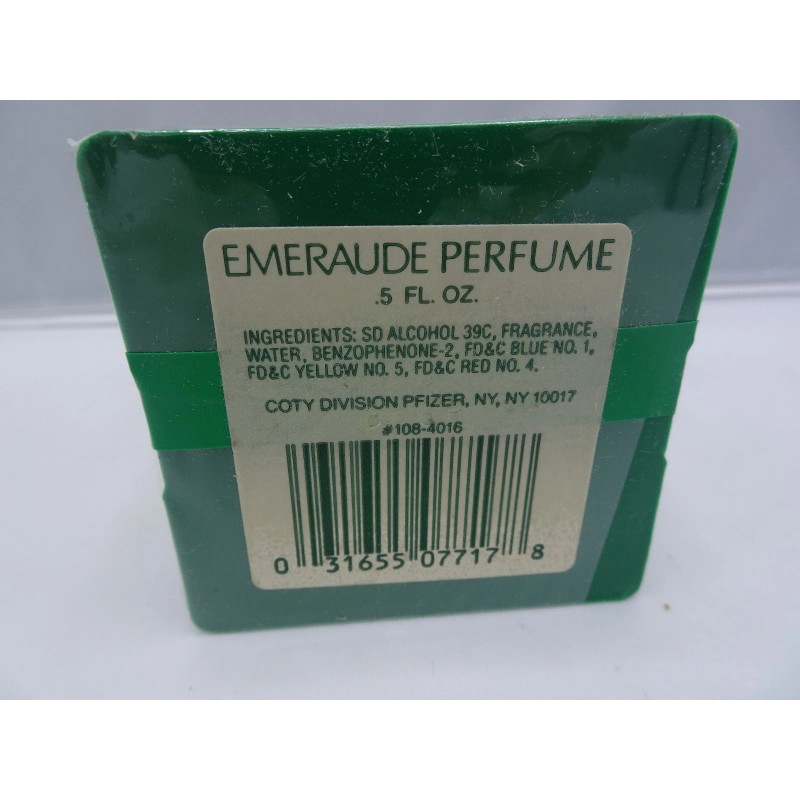 EMERAUDE PERFUME
.5 FL. OZ.
INGREDIENTS: SD ALCOHOL 39C, FRAGRANCE,
WATER, BENZOPHENONE-2, FD&C BLUE NO. 1,
FD&C YELLOW NO. 5, FD&C RED NO. 4.
COTY DIVISION PFIZER, NY, NY 10017
#108-4016
0 31655 07717 8